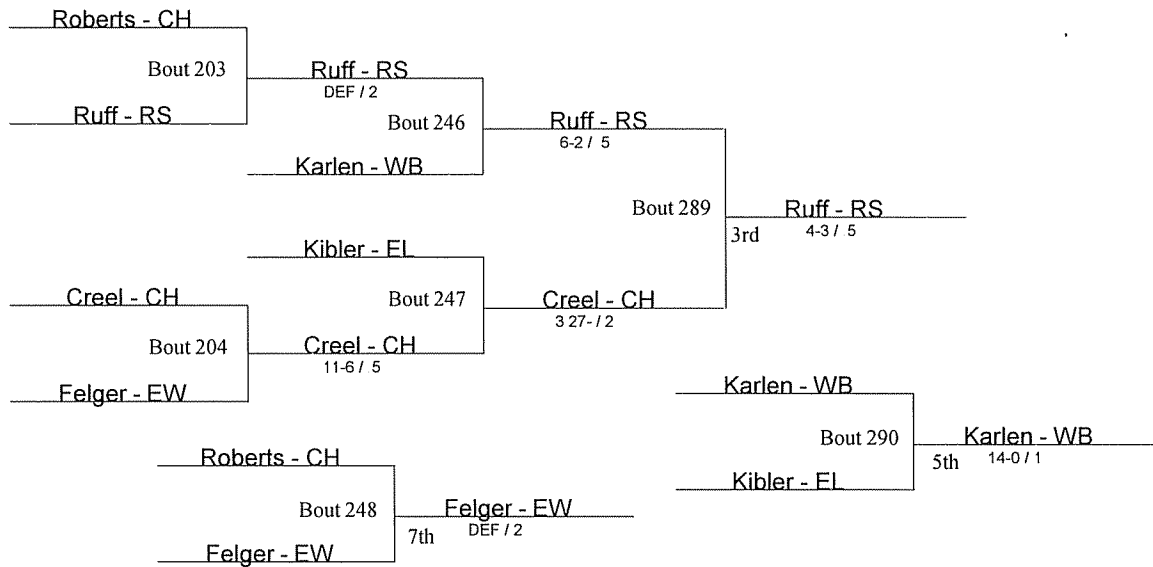 Roberts - CH
Bout 203
Ruff - RS
Ruff - RS
DEF / 2
Bout 246
Karlen - WB
Ruff - RS
6-2 / 5
Bout 289
Ruff - RS
4-3 / 5
3rd
Kibler - EL
Bout 247
Creel - CH
3 27- / 2
Creel - CH
Bout 204
Creel - CH
11-6 / 5
Felger - EW
Karlen - WB
Bout 290
Karlen - WB
14-0 / 1
5th
Kibler - EL
Roberts - CH
Bout 248
Felger - EW
DEF / 2
7th
Felger - EW